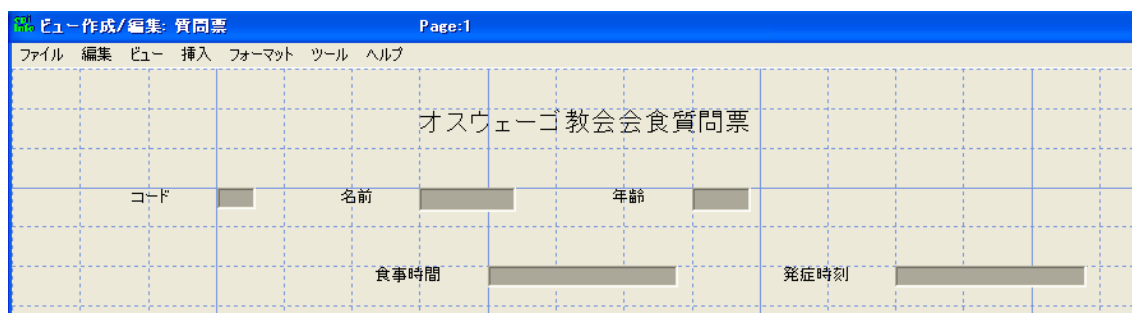 ビュー作成/編集: 質問票 Page:1
ファイル 編集 ビュー 挿入 フォーマット ツール ヘルプ
オスウェーゴ教会会食質問票
コード 名前 年齢
食事時間 発症時刻